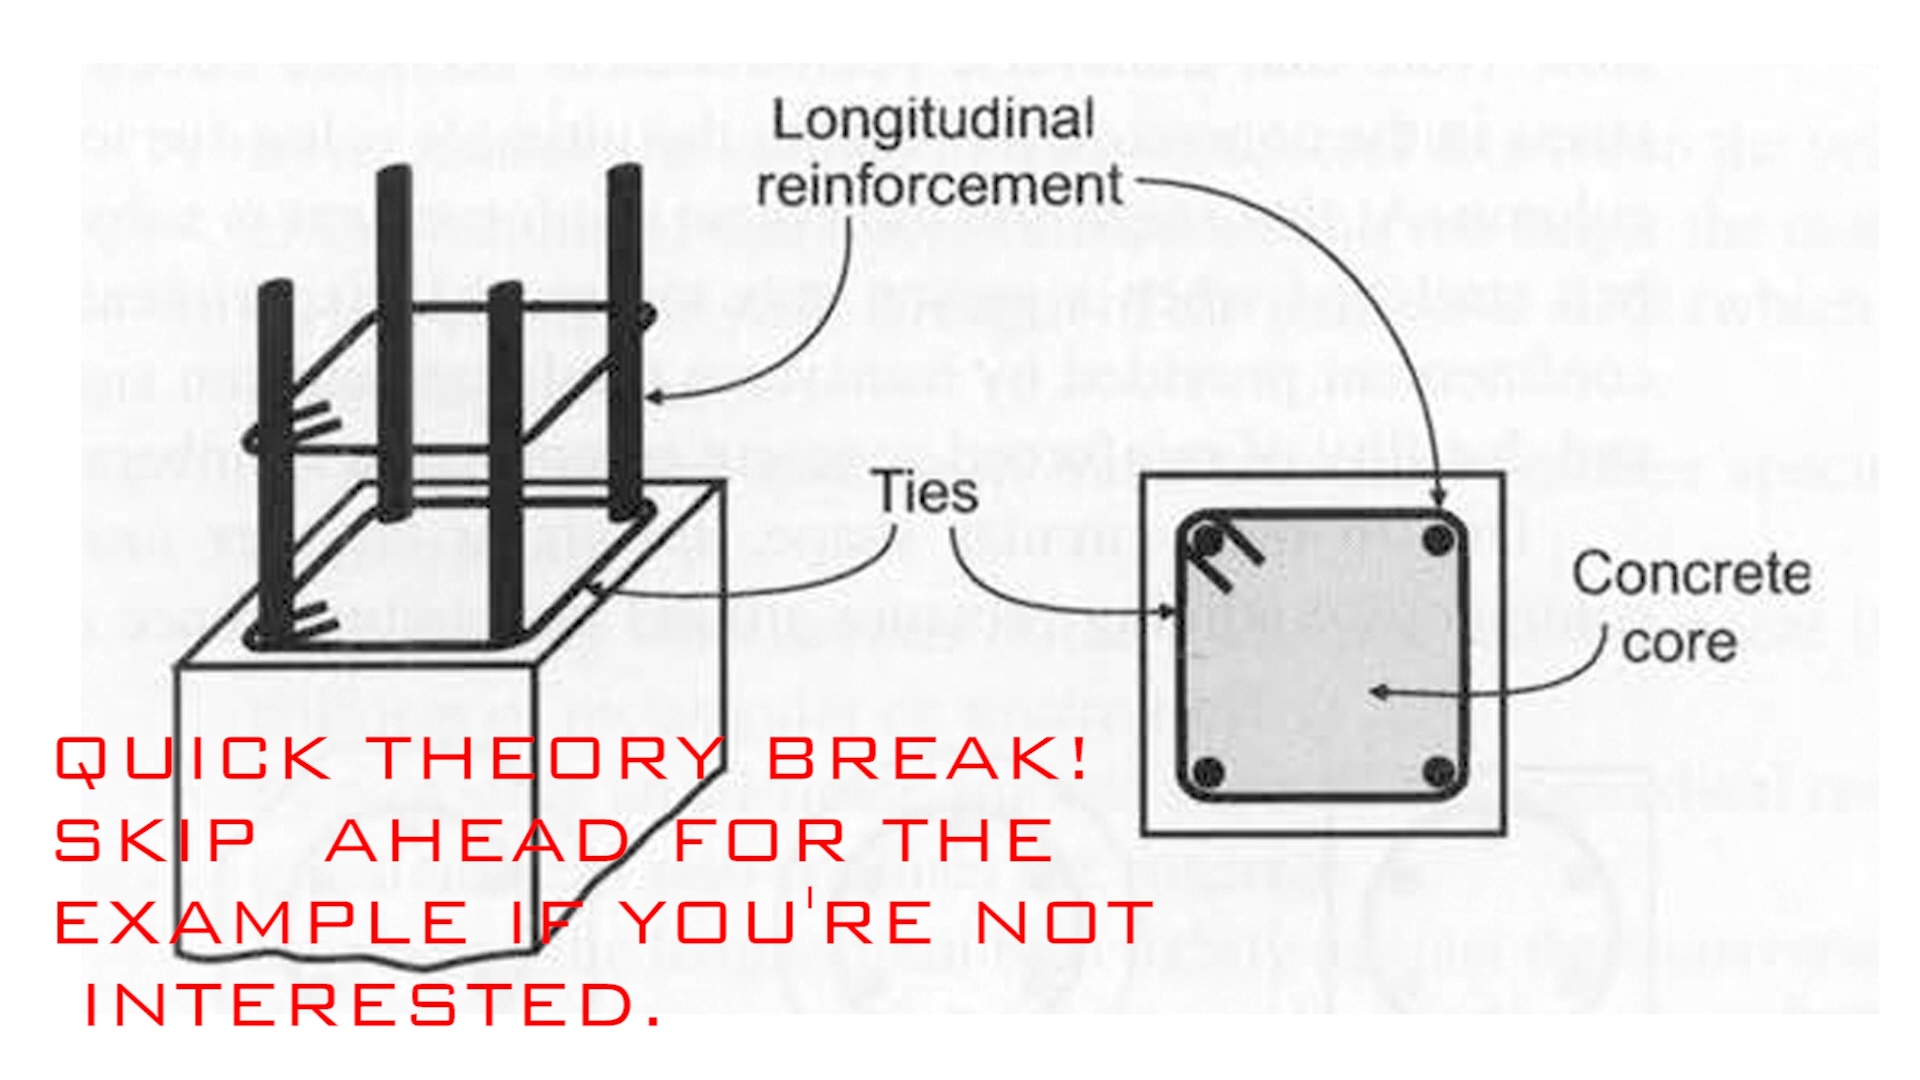 Longitudinal
reinforcement
Ties
Concrete
core
QUICK THEORY BREAK!
SKIP AHEAD FOR THE
EXAMPLE IF YOU'RE NOT
INTERESTED.